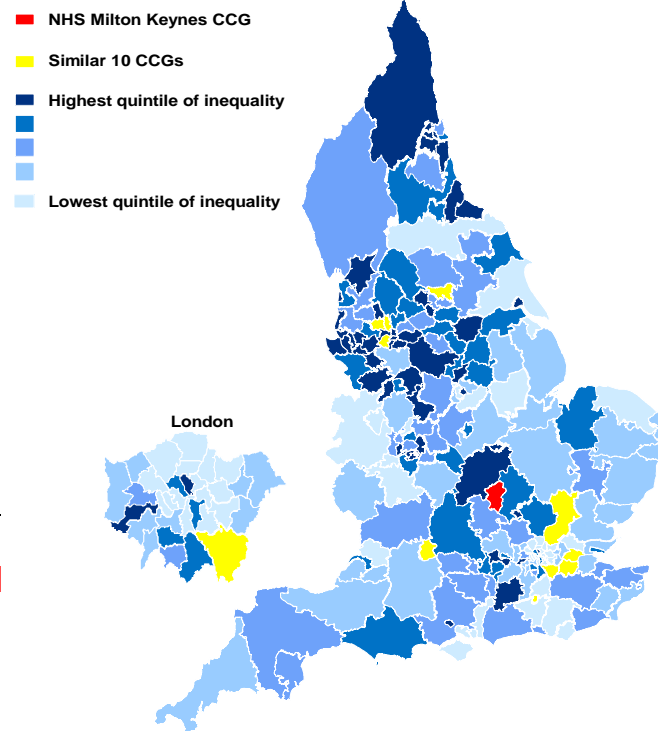 NHS Milton Keynes CCG
Similar 10 CCGs
Highest quintile of inequality
Lowest quintile of inequality
London